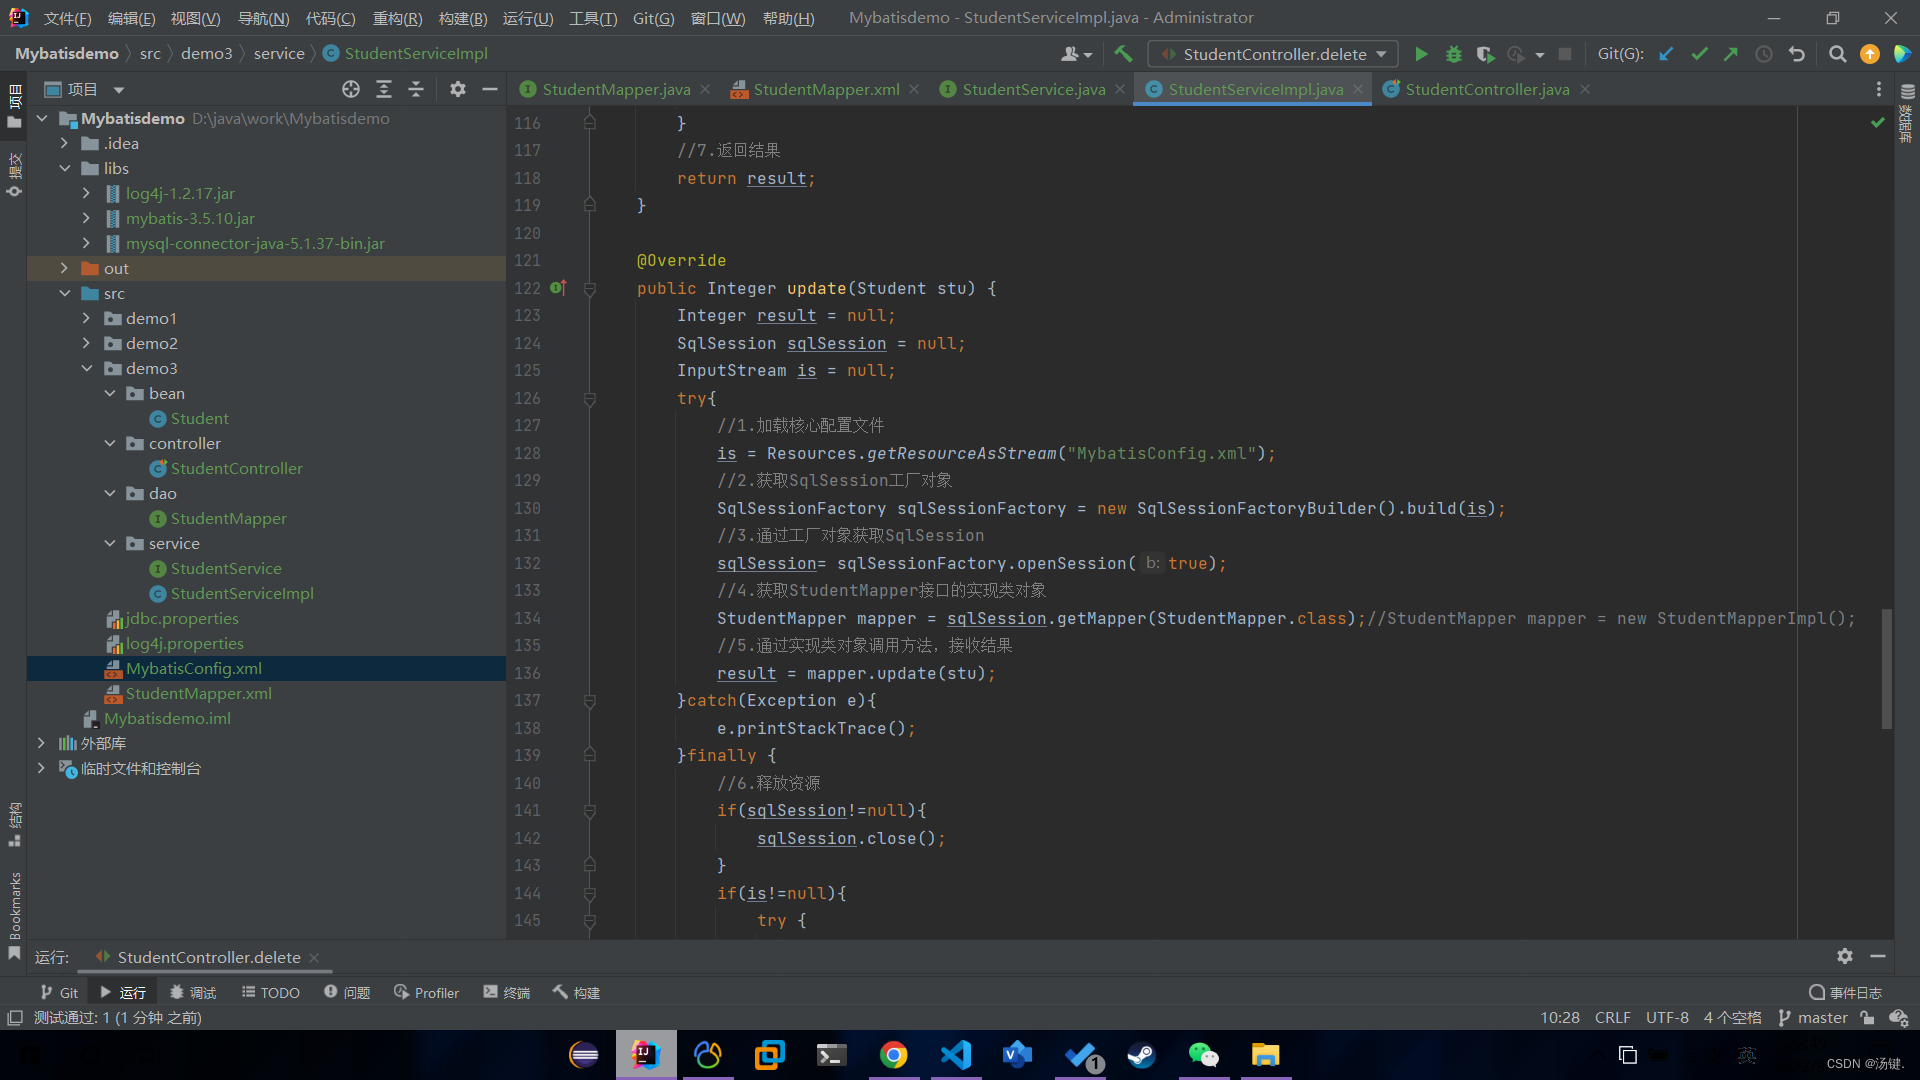 文件(F) 编辑(E) 视图(V) 导航(N) 代码(C) 重构(R) 构建(B) 运行(U) 工具(T) Git(G) 窗口(W) 帮助(H) Mybatisdemo - StudentServiceImpl.java - Administrator
Mybatisdemo src demo3 service StudentServiceImpl StudentController.delete Git(G):
项目
提交
结构
Bookmarks
项目
Mybatisdemo D:\java\work\Mybatisdemo
.idea
libs
log4j-1.2.17.jar
mybatis-3.5.10.jar
mysql-connector-java-5.1.37-bin.jar
out
src
demo1
demo2
demo3
bean
Student
controller
StudentController
dao
StudentMapper
service
StudentService
StudentServiceImpl
jdbc.properties
log4j.properties
MybatisConfig.xml
StudentMapper.xml
Mybatisdemo.iml
外部库
临时文件和控制台
StudentMapper.java StudentMapper.xml StudentService.java StudentServiceImpl.java StudentController.java
116 }
117 //7.返回结果
118 return result;
119 }
120
121 @Override
122 public Integer update(Student stu) {
123 Integer result = null;
124 SqlSession sqlSession = null;
125 InputStream is = null;
126 try{
127 //1.加载核心配置文件
128 is = Resources.getResourceAsStream("MybatisConfig.xml");
129 //2.获取SqlSession工厂对象
130 SqlSessionFactory sqlSessionFactory = new SqlSessionFactoryBuilder().build(is);
131 //3.通过工厂对象获取SqlSession
132 sqlSession= sqlSessionFactory.openSession( b: true);
133 //4.获取StudentMapper接口的实现类对象
134 StudentMapper mapper = sqlSession.getMapper(StudentMapper.class);//StudentMapper mapper = new StudentMapperImpl();
135 //5.通过实现类对象调用方法，接收结果
136 result = mapper.update(stu);
137 }catch(Exception e){
138 e.printStackTrace();
139 }finally {
140 //6.释放资源
141 if(sqlSession!=null){
142 sqlSession.close();
143 }
144 if(is!=null){
145 try {
数据库
运行: StudentController.delete
Git 运行 调试 TODO 问题 Profiler 终端 构建 事件日志
测试通过: 1 (1 分钟 之前) 10:28 CRLF UTF-8 4 个空格 master
1 英
CSDN @汤键.